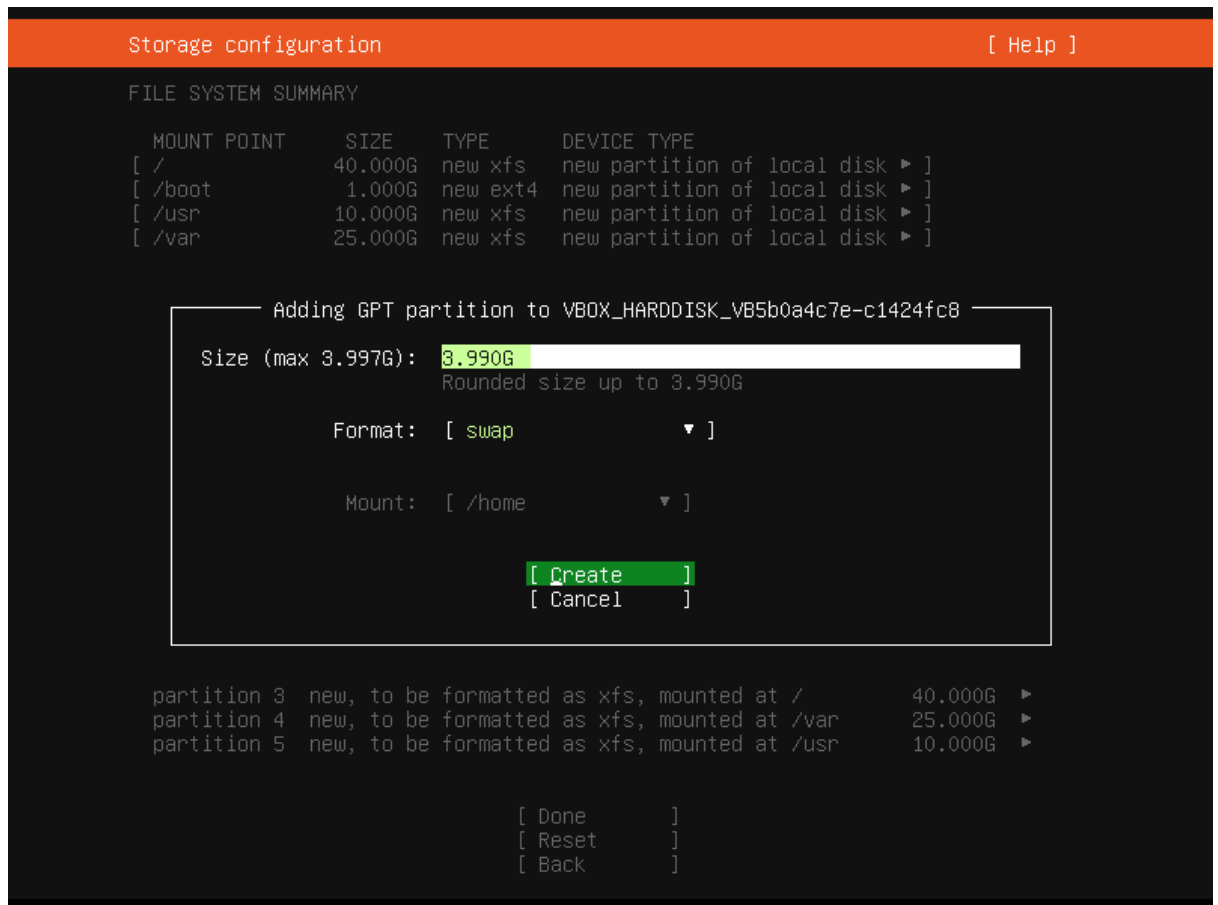 Storage configuration [ Help ]
FILE SYSTEM SUMMARY
MOUNT POINT SIZE TYPE DEVICE TYPE
[ / 40.000G new xfs new partition of local disk ▸ ]
[ /boot 1.000G new ext4 new partition of local disk ▸ ]
[ /usr 10.000G new xfs new partition of local disk ▸ ]
[ /var 25.000G new xfs new partition of local disk ▸ ]
Adding GPT partition to VBOX_HARDDISK_VB5b0a4c7e-c1424fc8
Size (max 3.997G): 3.990G
Rounded size up to 3.990G
Format: [ swap ▾ ]
Mount: [ /home ▾ ]
[ Create ]
[ Cancel ]
partition 3 new, to be formatted as xfs, mounted at / 40.000G ▸
partition 4 new, to be formatted as xfs, mounted at /var 25.000G ▸
partition 5 new, to be formatted as xfs, mounted at /usr 10.000G ▸
[ Done ]
[ Reset ]
[ Back ]